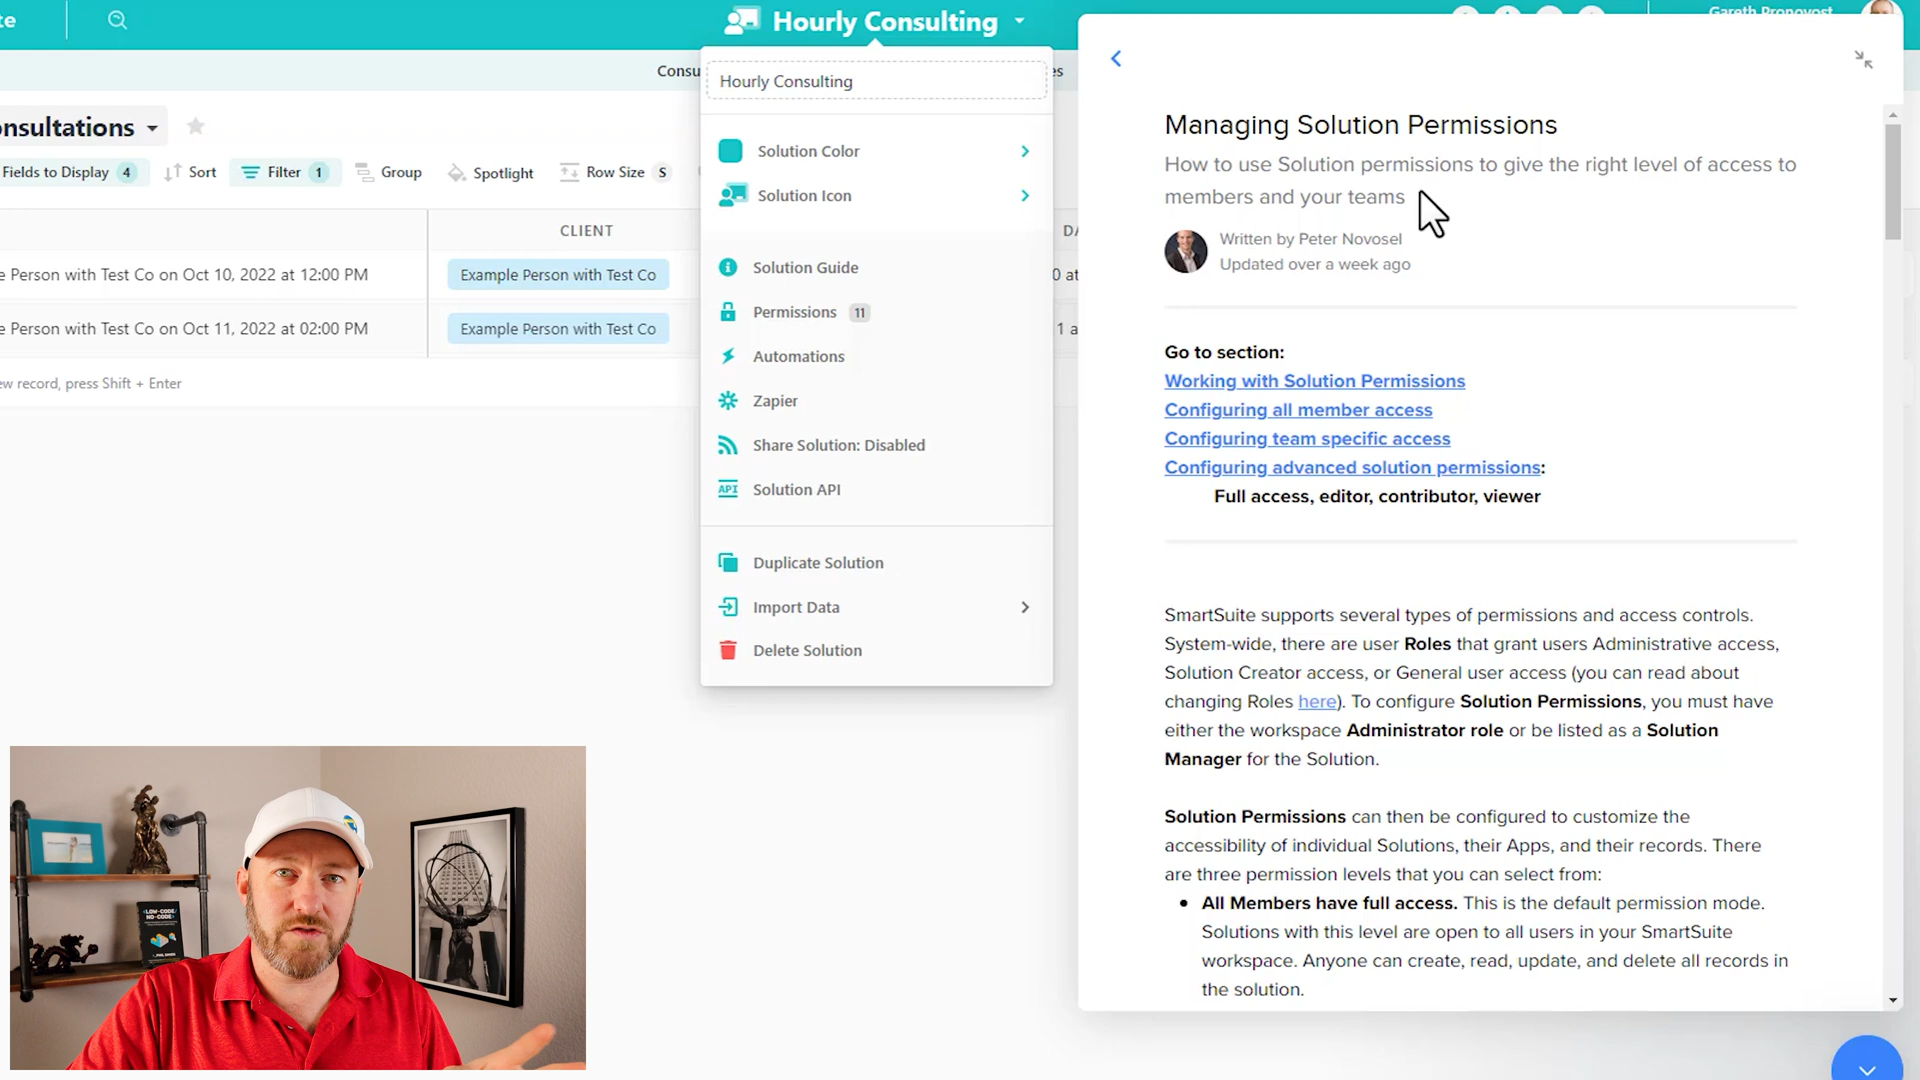 te
Hourly Consulting
Gareth Pronovost
Consu
es
Hourly Consulting
onsultations
Fields to Display 4
Sort
Filter 1
Group
Spotlight
Row Size S
CLIENT
DA
e Person with Test Co on Oct 10, 2022 at 12:00 PM
Example Person with Test Co
0 at
e Person with Test Co on Oct 11, 2022 at 02:00 PM
Example Person with Test Co
1 a
ew record, press Shift + Enter
Solution Color
Solution Icon
Solution Guide
Permissions 11
Automations
Zapier
Share Solution: Disabled
API Solution API
Duplicate Solution
Import Data
Delete Solution
Managing Solution Permissions
How to use Solution permissions to give the right level of access to
members and your teams
Written by Peter Novosel
Updated over a week ago
Go to section:
Working with Solution Permissions
Configuring all member access
Configuring team specific access
Configuring advanced solution permissions:
Full access, editor, contributor, viewer
SmartSuite supports several types of permissions and access controls.
System-wide, there are user Roles that grant users Administrative access,
Solution Creator access, or General user access (you can read about
changing Roles here). To configure Solution Permissions, you must have
either the workspace Administrator role or be listed as a Solution
Manager for the Solution.
Solution Permissions can then be configured to customize the
accessibility of individual Solutions, their Apps, and their records. There
are three permission levels that you can select from:
All Members have full access. This is the default permission mode.
Solutions with this level are open to all users in your SmartSuite
workspace. Anyone can create, read, update, and delete all records in
the solution.
LOW-CODE/
NO-CODE